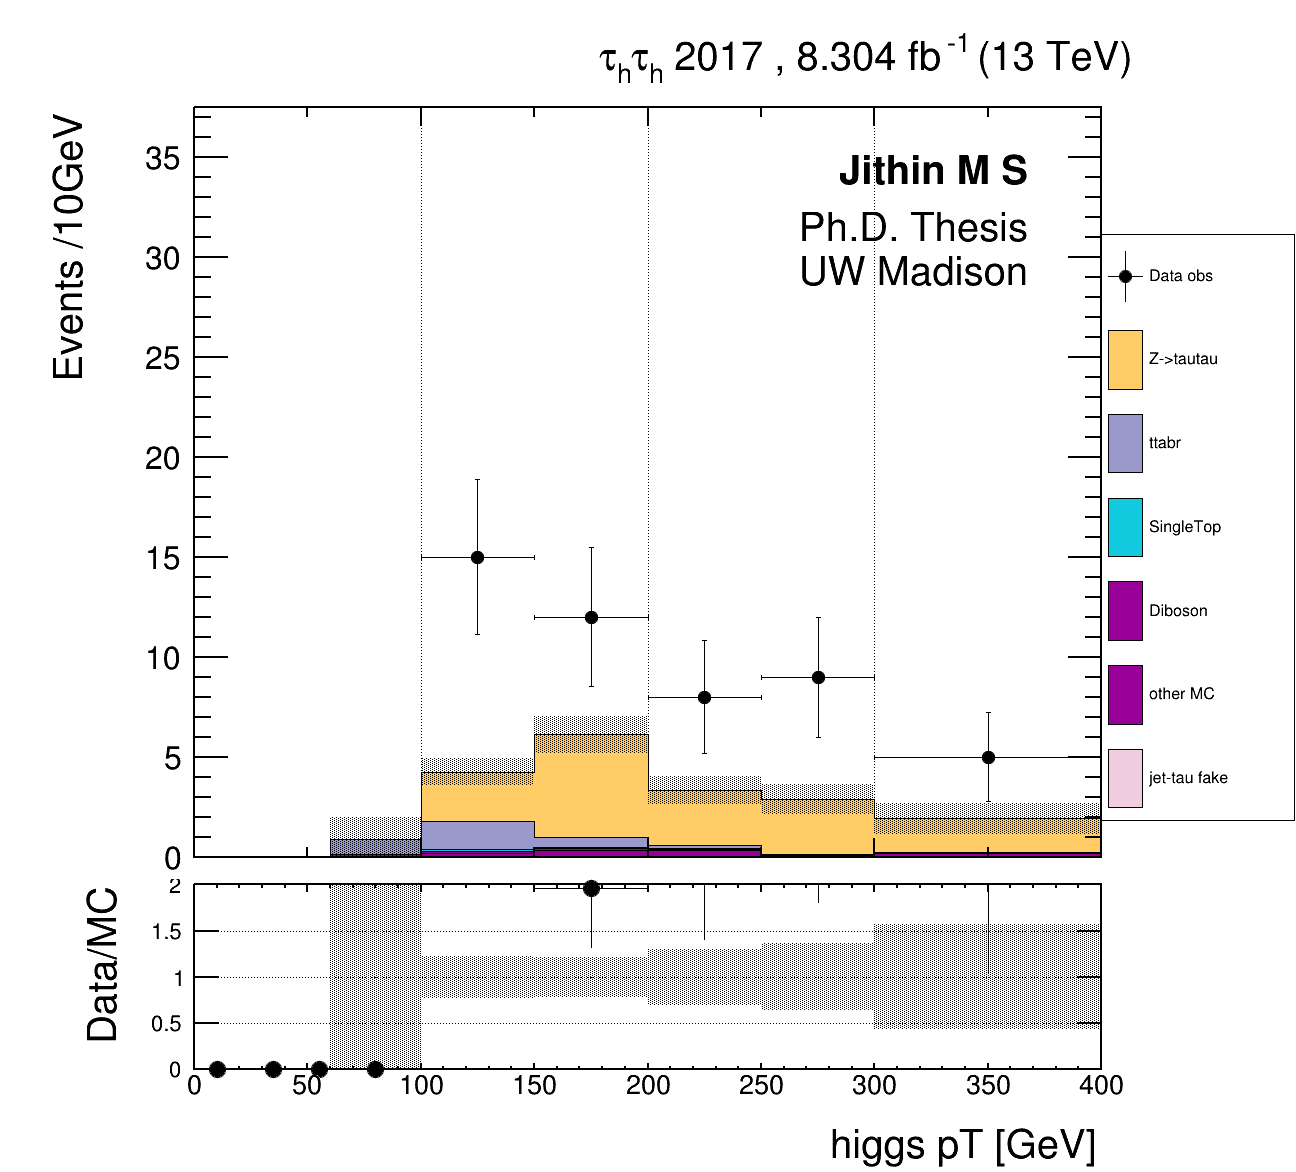 τhτh 2017 , 8.304 fb-1 (13 TeV)
Events /10GeV
35
30
25
20
15
10
5
0
Jithin M S
Ph.D. Thesis
UW Madison
Data obs
Z->tautau
ttabr
SingleTop
Diboson
other MC
jet-tau fake
Data/MC
2
1.5
1
0.5
0
0 50 100 150 200 250 300 350 400
higgs pT [GeV]